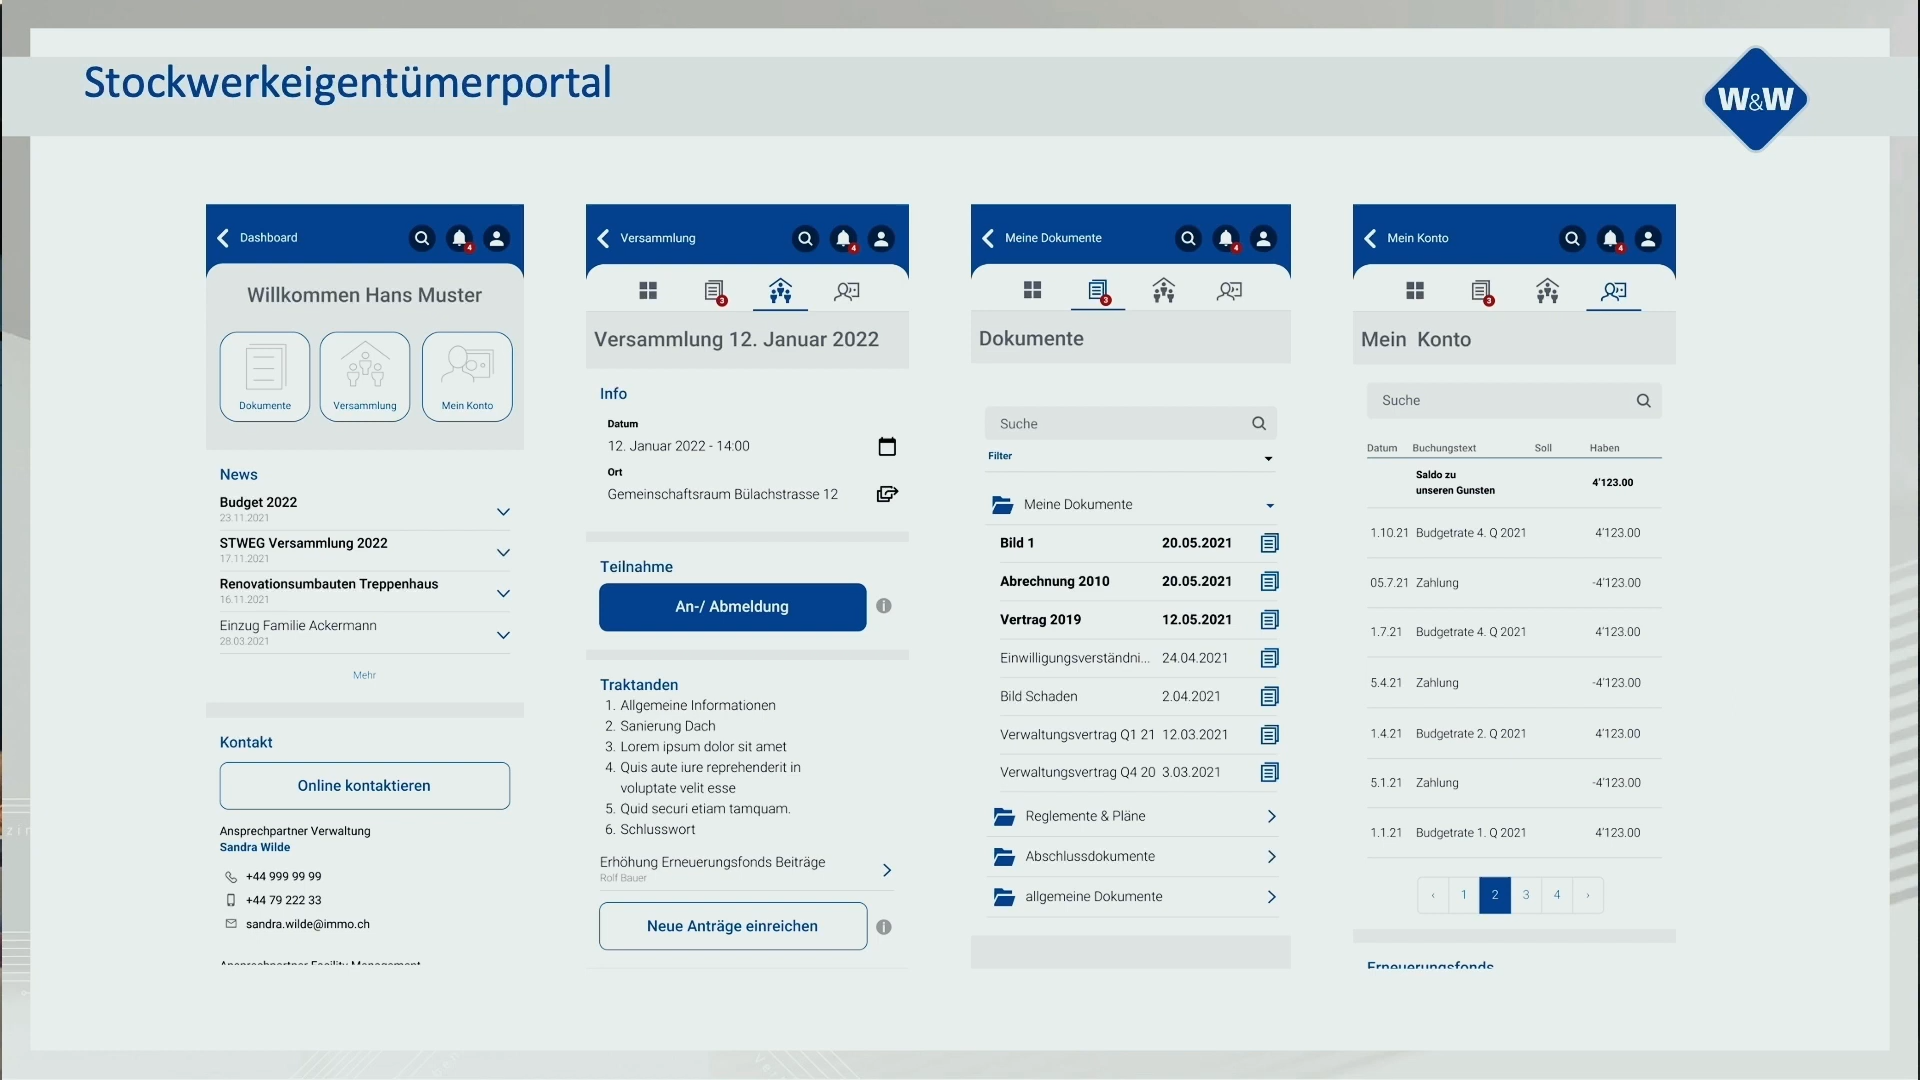 Stockwerkeigentümerportal
W&W
Dashboard
4
Willkommen Hans Muster
Dokumente
Versammlung
Mein Konto
News
Budget 2022
23.11.2021
STWEG Versammlung 2022
17.11.2021
Renovationsumbauten Treppenhaus
16.11.2021
Einzug Familie Ackermann
28.03.2021
Mehr
Kontakt
Online kontaktieren
Ansprechpartner Verwaltung
Sandra Wilde
+44 999 99 99
+44 79 222 33
sandra.wilde@immo.ch
Ansprechpartner Facility Management
Versammlung
4
3
Versammlung 12. Januar 2022
Info
Datum
12. Januar 2022 - 14:00
Ort
Gemeinschaftsraum Bülachstrasse 12
Teilnahme
An-/ Abmeldung
Traktanden
1. Allgemeine Informationen
2. Sanierung Dach
3. Lorem ipsum dolor sit amet
4. Quis aute iure reprehenderit in
voluptate velit esse
5. Quid securi etiam tamquam.
6. Schlusswort
Erhöhung Erneuerungsfonds Beiträge
Rolf Bauer
Neue Anträge einreichen
Meine Dokumente
4
3
Dokumente
Suche
Filter
Meine Dokumente
Bild 1 20.05.2021
Abrechnung 2010 20.05.2021
Vertrag 2019 12.05.2021
Einwilligungsverständni... 24.04.2021
Bild Schaden 2.04.2021
Verwaltungsvertrag Q1 21 12.03.2021
Verwaltungsvertrag Q4 20 3.03.2021
Reglemente & Pläne
Abschlussdokumente
allgemeine Dokumente
Mein Konto
4
3
Mein Konto
Suche
Datum Buchungstext Soll Haben
Saldo zu
unseren Gunsten 4'123.00
1.10.21 Budgetrate 4. Q 2021 4'123.00
05.7.21 Zahlung -4'123.00
1.7.21 Budgetrate 4. Q 2021 4'123.00
5.4.21 Zahlung -4'123.00
1.4.21 Budgetrate 2. Q 2021 4'123.00
5.1.21 Zahlung -4'123.00
1.1.21 Budgetrate 1. Q 2021 4'123.00
‹ 1 2 3 4 ›
Erneuerungsfonds